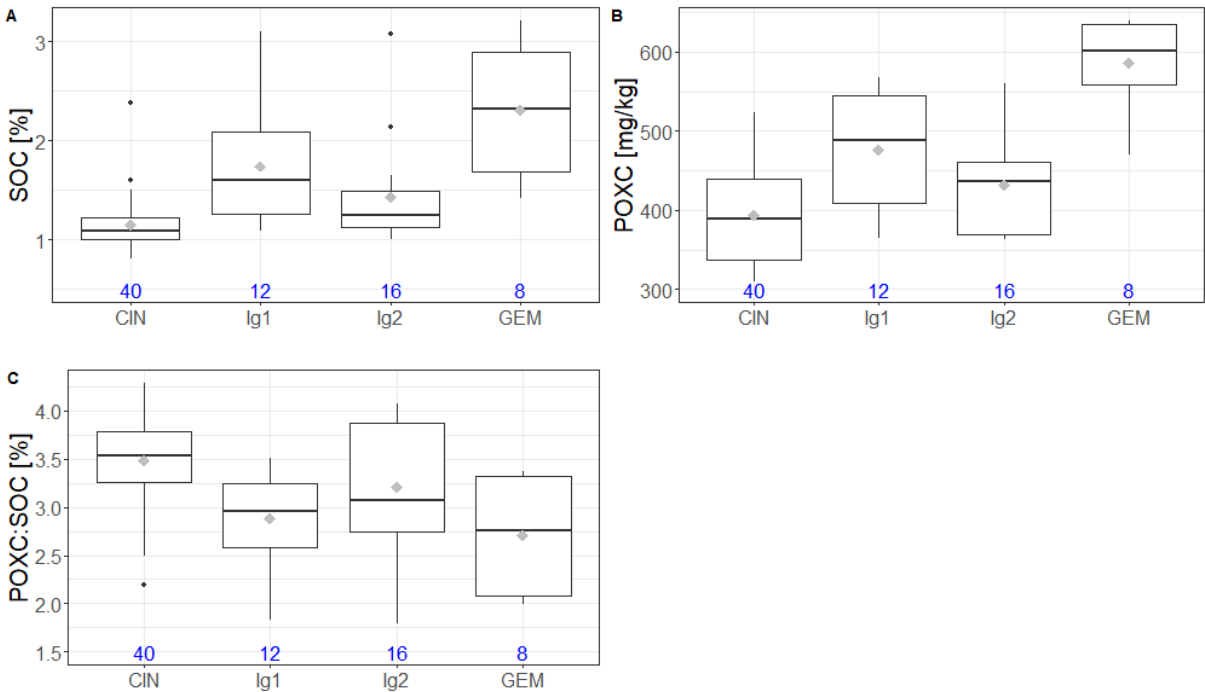 A
SOC [%]
3
2
1
40 12 16 8
CIN Ig1 Ig2 GEM
B
POXC [mg/kg]
600
500
400
300
40 12 16 8
CIN Ig1 Ig2 GEM
C
POXC:SOC [%]
4.0
3.5
3.0
2.5
2.0
1.5
40 12 16 8
CIN Ig1 Ig2 GEM